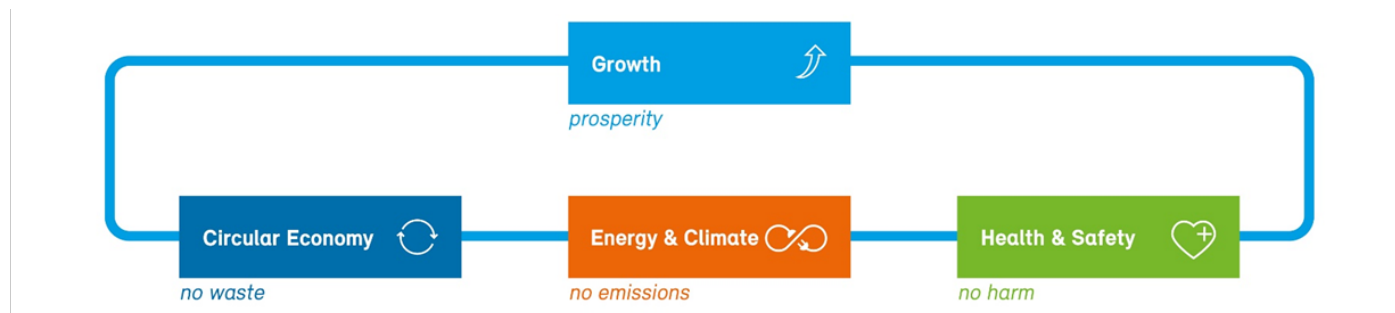 Growth
prosperity
Circular Economy
Energy & Climate
Health & Safety
no waste
no emissions
no harm